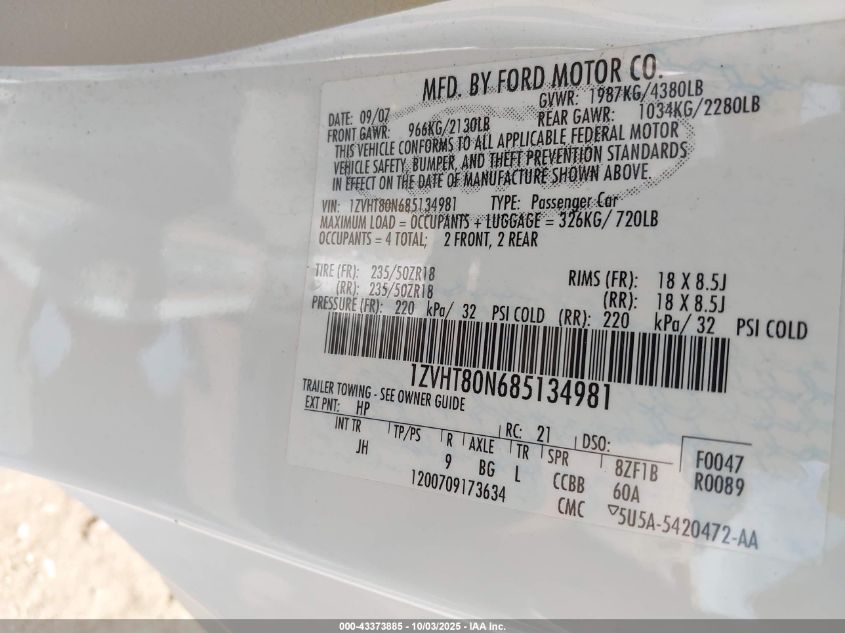 MFD. BY FORD MOTOR CO.
DATE: 09/07 GVWR: 1987KG/4380LB
FRONT GAWR: 966KG/2130LB REAR GAWR: 1034KG/2280LB
THIS VEHICLE CONFORMS TO ALL APPLICABLE FEDERAL MOTOR
VEHICLE SAFETY, BUMPER, AND THEFT PREVENTION STANDARDS
IN EFFECT ON THE DATE OF MANUFACTURE SHOWN ABOVE.
VIN: 1ZVHT80N685134981 TYPE: Passenger Car
MAXIMUM LOAD = OCCUPANTS + LUGGAGE = 326KG/ 720LB
OCCUPANTS = 4 TOTAL; 2 FRONT, 2 REAR
TIRE (FR): 235/50ZR18 RIMS (FR): 18 X 8.5J
(RR): 235/50ZR18 (RR): 18 X 8.5J
PRESSURE (FR): 220 kPa/ 32 PSI COLD (RR): 220 kPa/ 32 PSI COLD
1ZVHT80N685134981
TRAILER TOWING - SEE OWNER GUIDE
EXT PNT: HP RC: 21 DSO: F0047
INT TR TP/PS R AXLE TR SPR 8ZF1B R0089
JH 9 BG L CCBB 60A
1200709173634 CMC ▽5U5A-5420472-AA
000-43373885 - 10/03/2025 - IAA Inc.